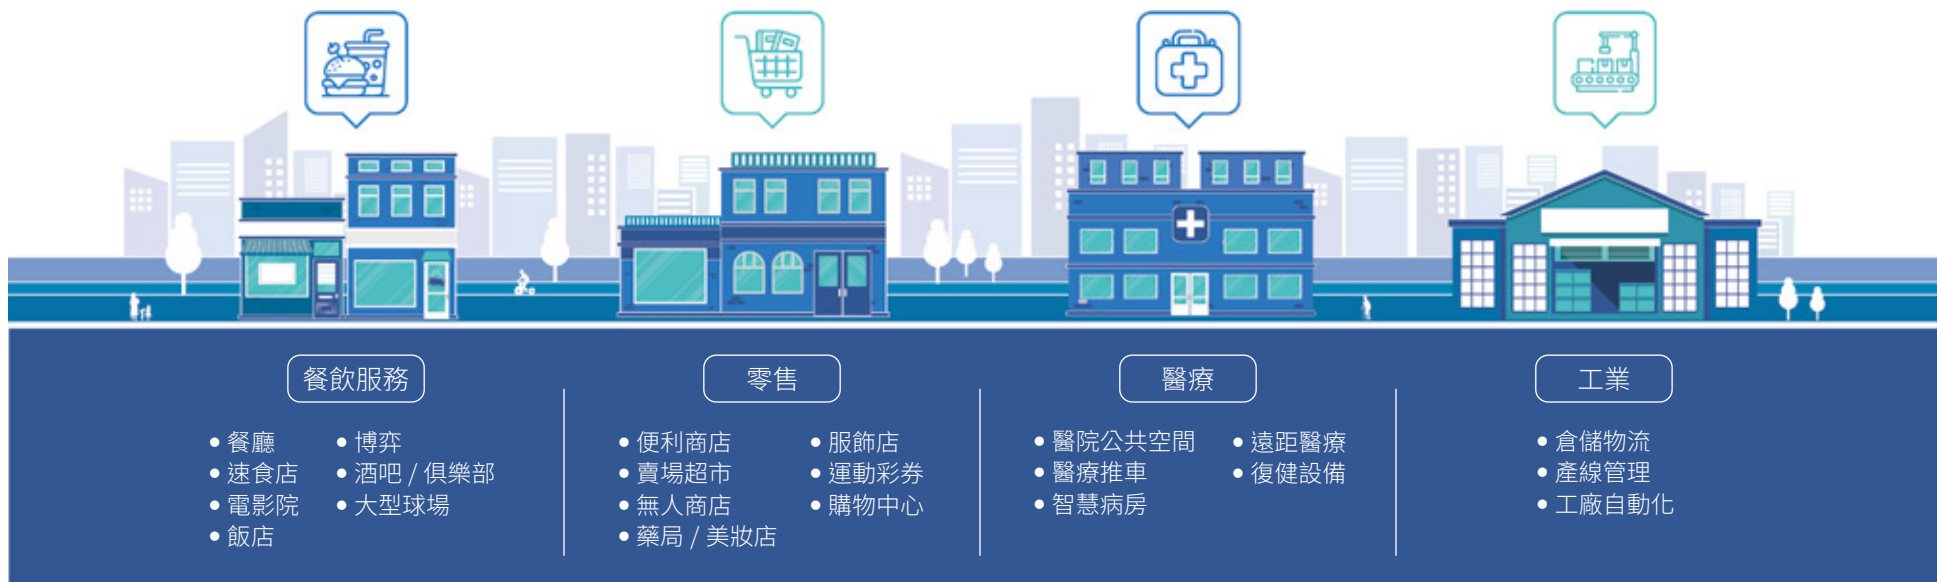 餐飲服務
• 餐廳
• 速食店
• 電影院
• 飯店
• 博弈
• 酒吧 / 俱樂部
• 大型球場
零售
• 便利商店
• 賣場超市
• 無人商店
• 藥局 / 美妝店
• 服飾店
• 運動彩券
• 購物中心
醫療
• 醫院公共空間
• 醫療推車
• 智慧病房
• 遠距醫療
• 復健設備
工業
• 倉儲物流
• 產線管理
• 工廠自動化